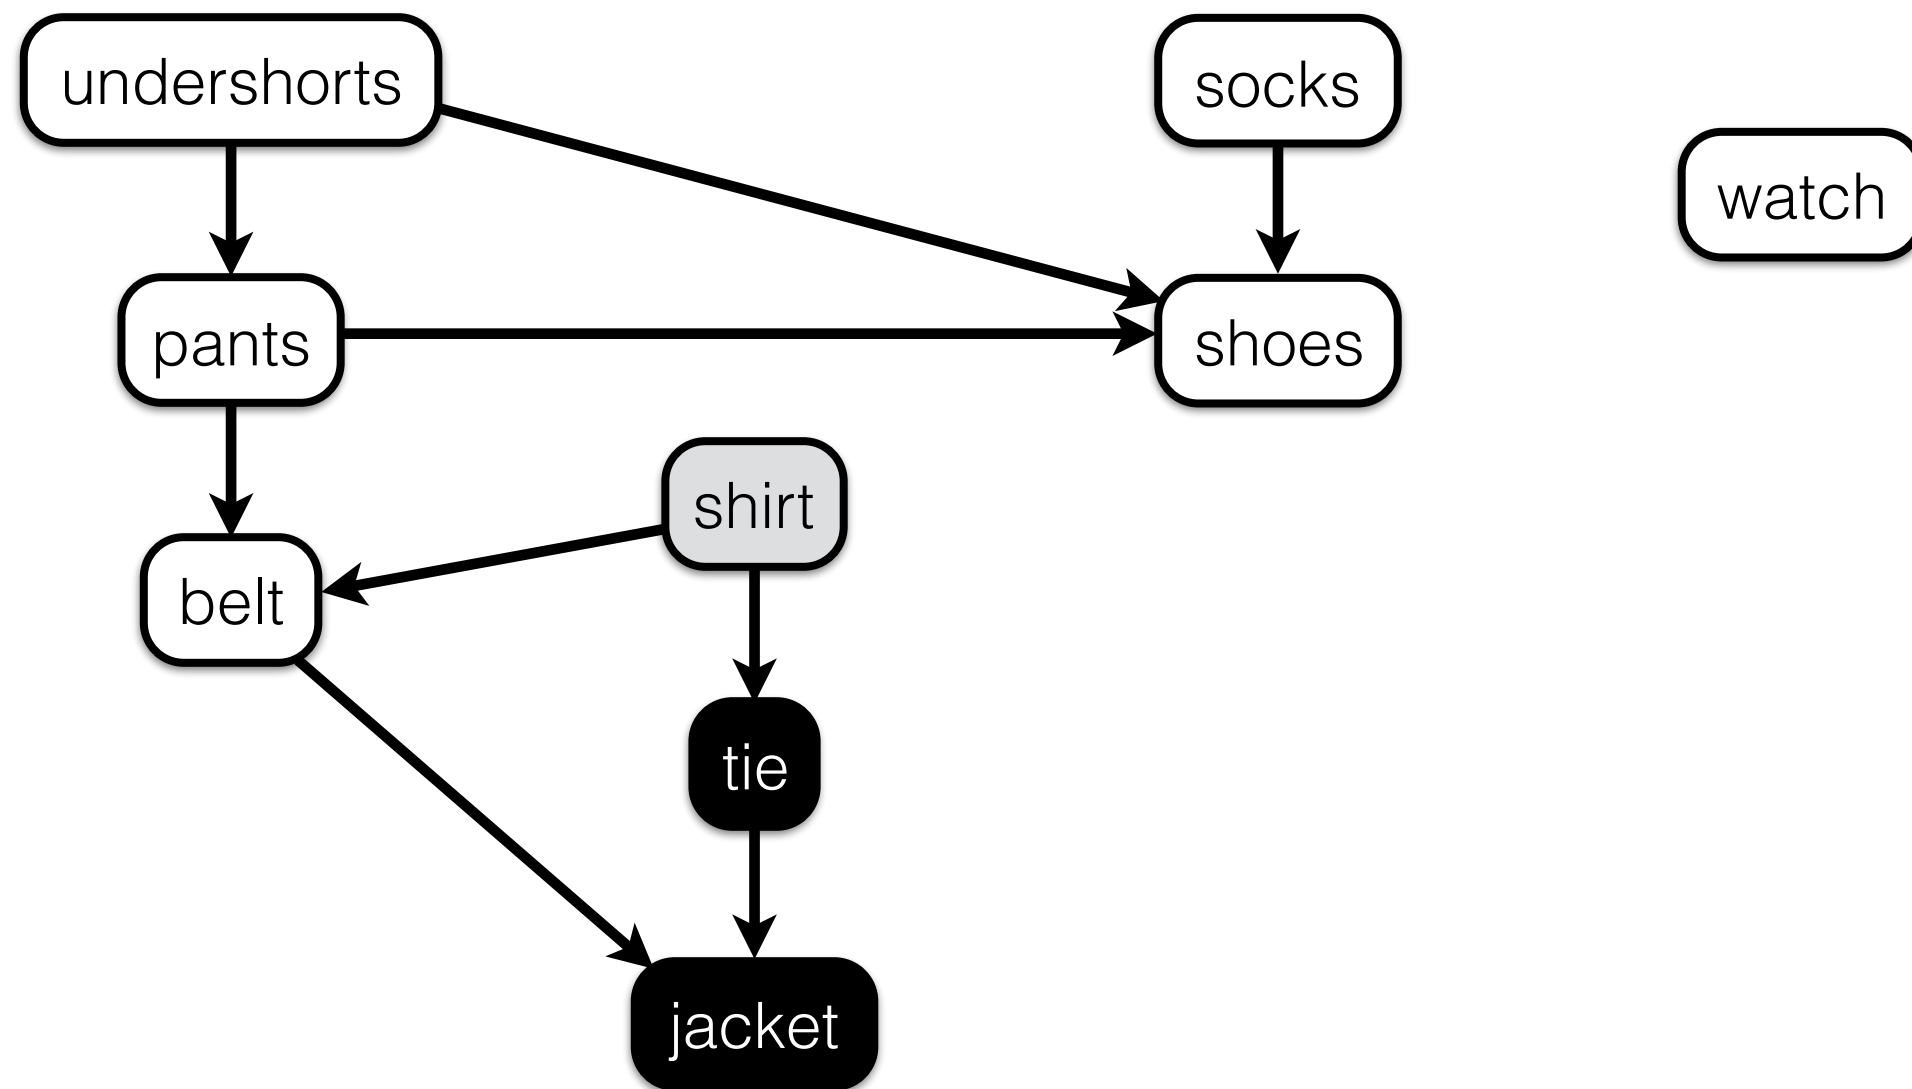 undershorts
socks
watch
pants
shoes
shirt
belt
tie
jacket